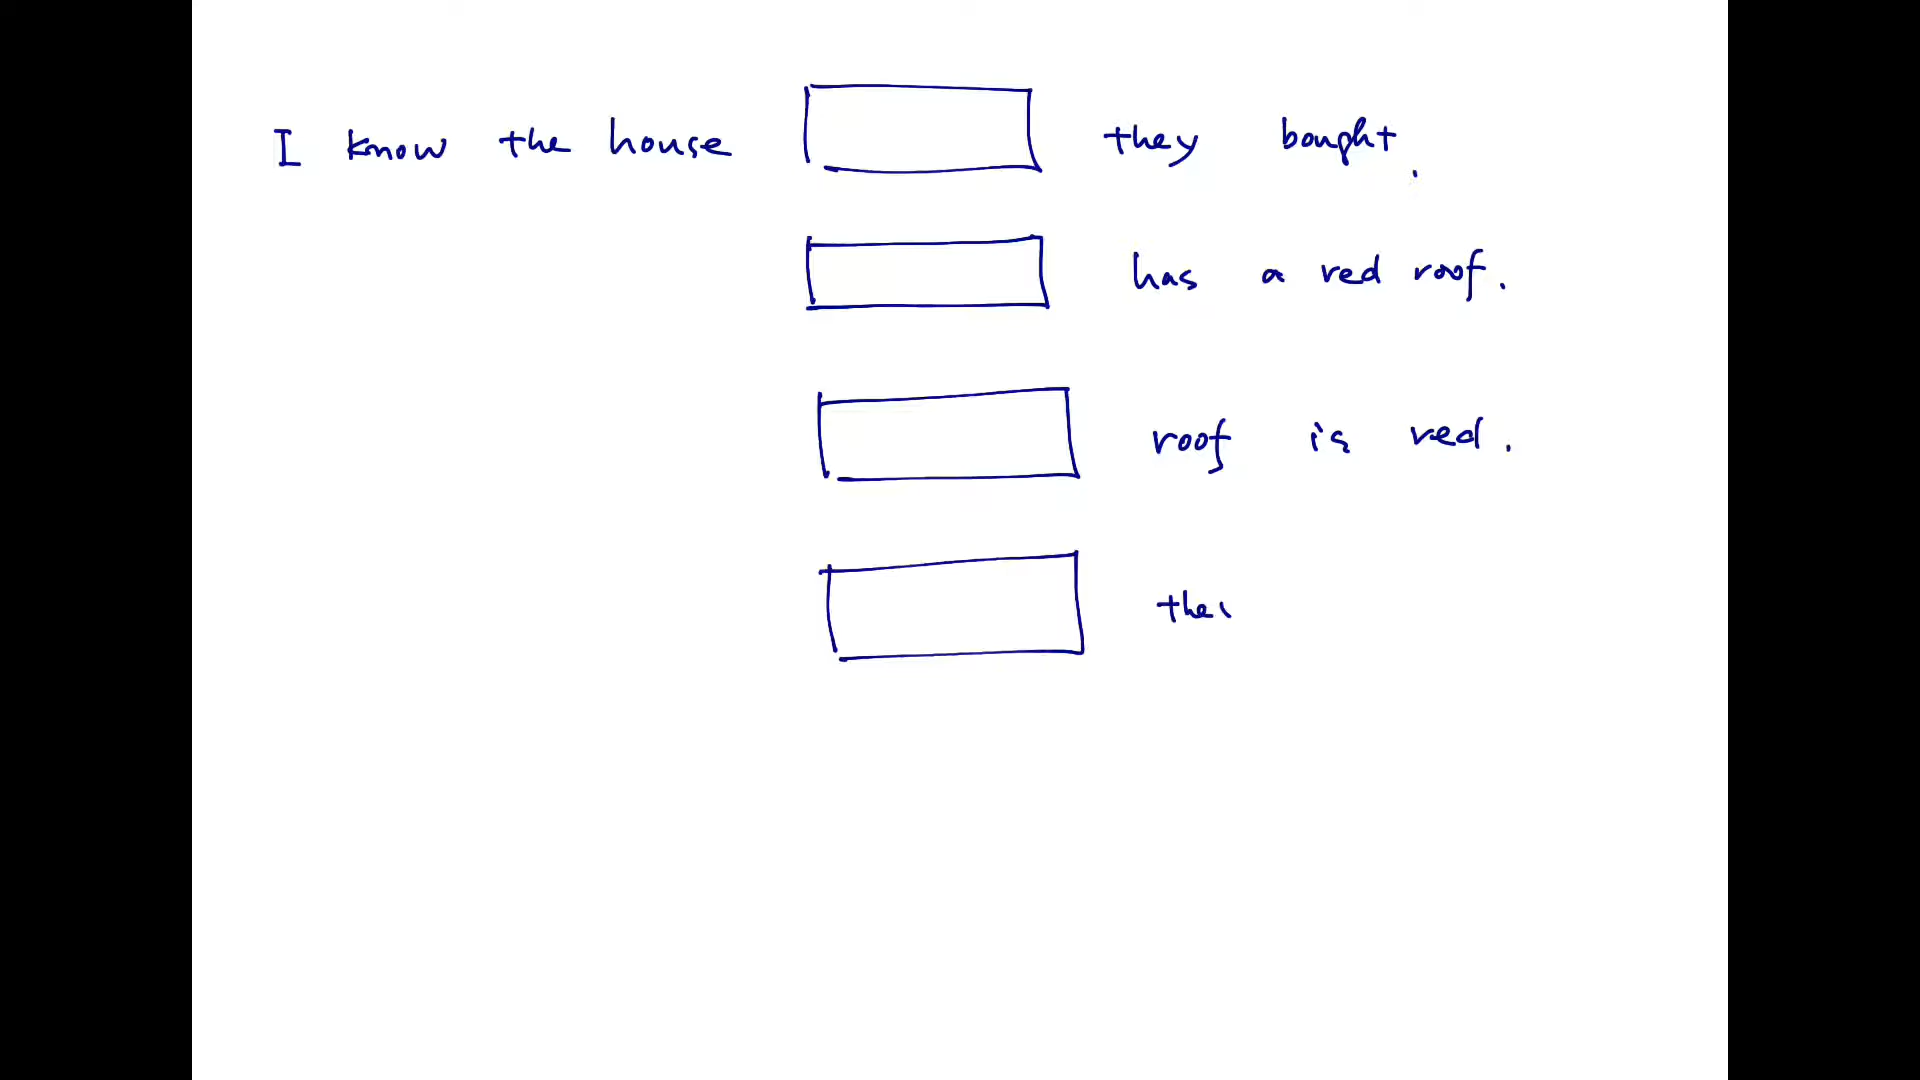 I know the house they bought.
has a red roof.
roof is red.
the